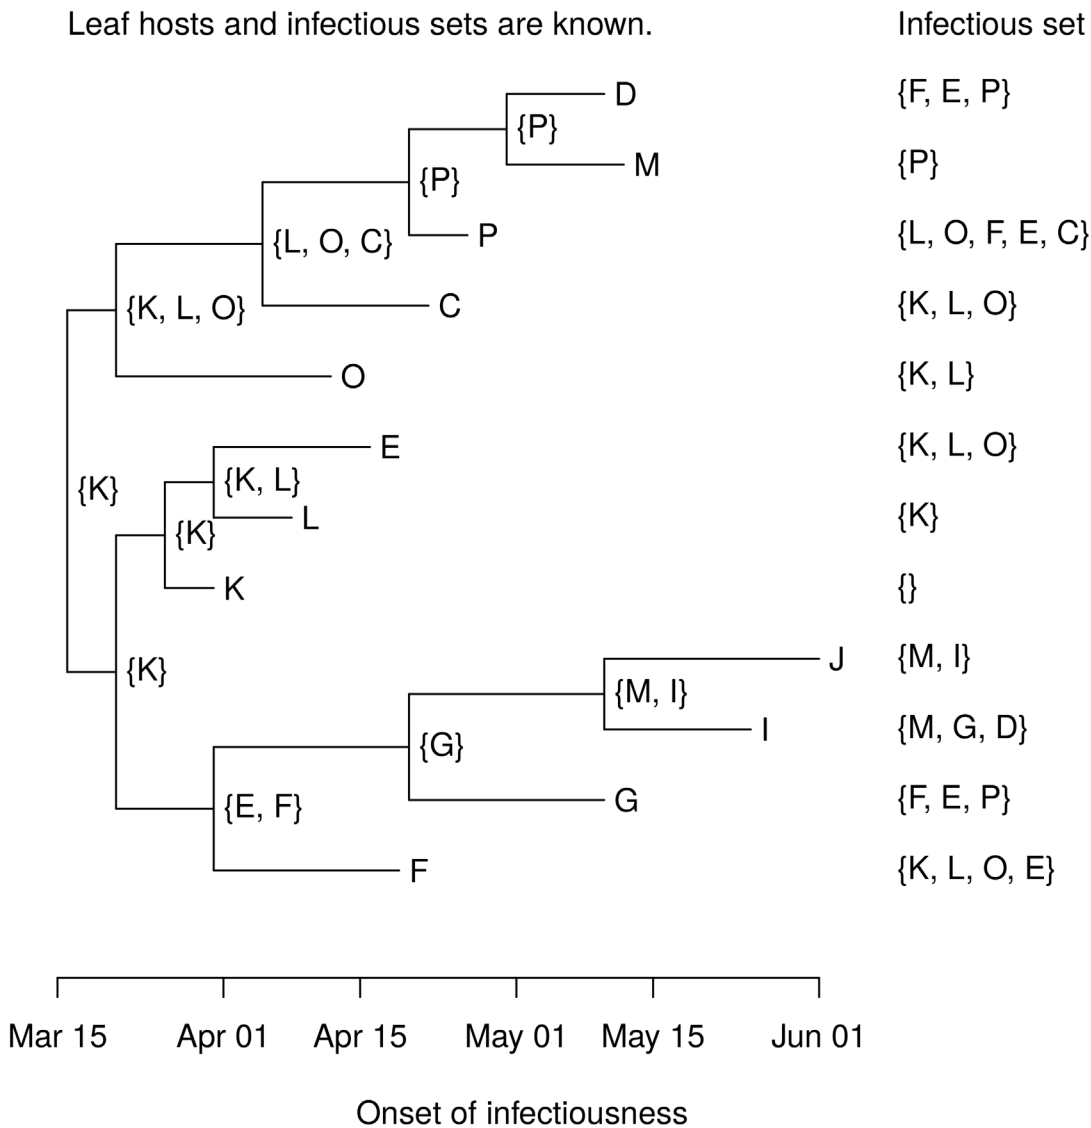 Leaf hosts and infectious sets are known. Infectious set
D {F, E, P}
{P}
M {P}
{P}
P {L, O, F, E, C}
{L, O, C}
C {K, L, O}
{K, L, O}
O {K, L}
E {K, L, O}
{K, L}
{K}
L {K}
{K}
K {}
J {M, I}
{K}
{M, I}
I {M, G, D}
{G}
G {F, E, P}
{E, F}
F {K, L, O, E}
Mar 15 Apr 01 Apr 15 May 01 May 15 Jun 01
Onset of infectiousness